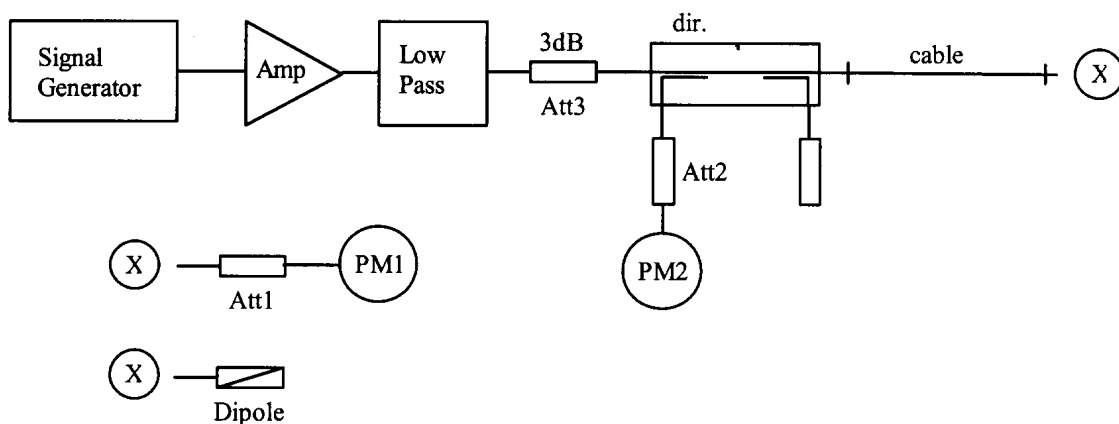 dir.
Signal
Generator
Amp
Low
Pass
3dB
Att3
cable
X
Att2
PM2
X
Att1
PM1
X
Dipole